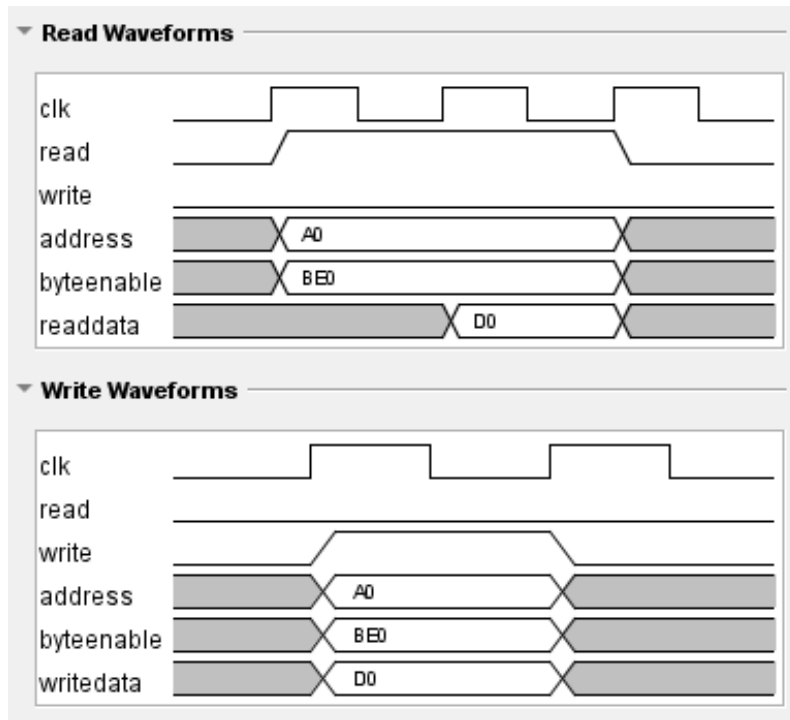 Read Waveforms
clk
read
write
address A0
byteenable BE0
readdata D0
Write Waveforms
clk
read
write
address A0
byteenable BE0
writedata D0